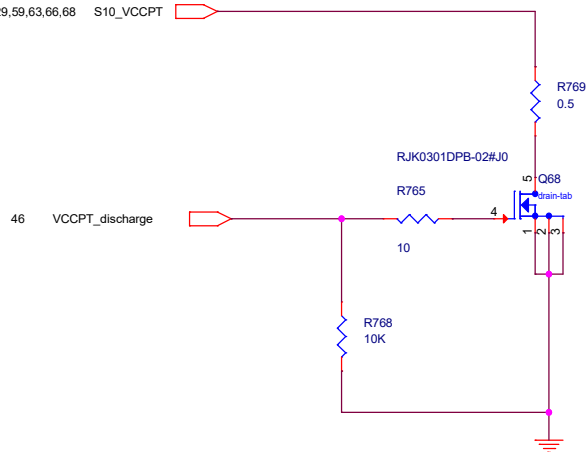 29,59,63,66,68 S10_VCCPT
R769
0.5
RJK0301DPB-02#J0
5 Q68
R765
drain-tab
46 VCCPT_discharge
4
10
1
2
3
R768
10K